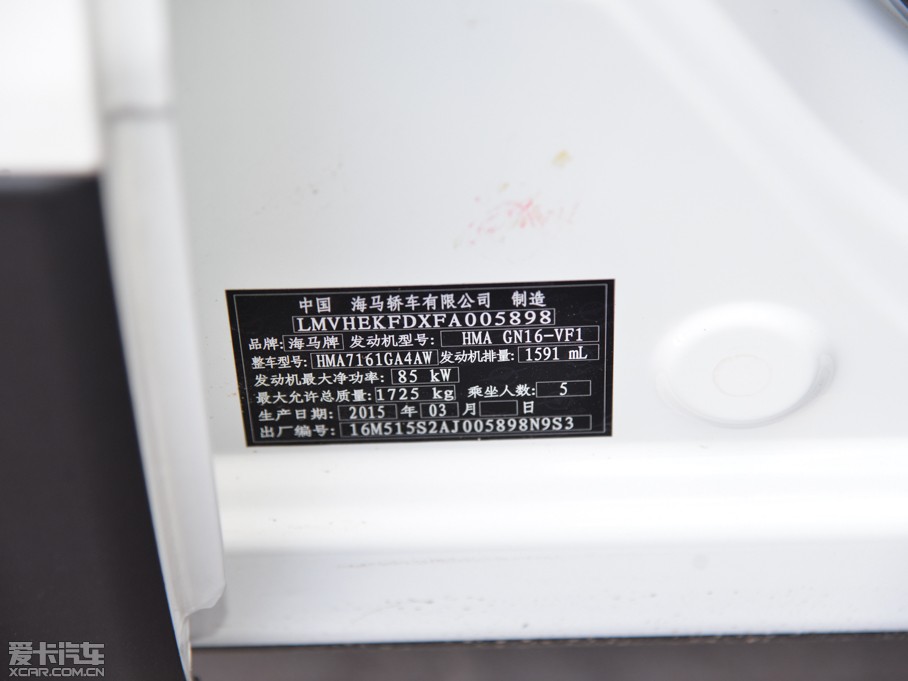 中国 海马轿车有限公司 制造
LMVHEKFDXFA005898
品牌: 海马牌 发动机型号: HMA GN16-VF1
整车型号: HMA7161GA4AW 发动机排量: 1591 mL
发动机最大净功率: 85 kW
最大允许总质量: 1725 kg 乘坐人数: 5
生产日期: 2015 年 03 月 日
出厂编号: 16M515S2AJ005898N9S3
爱卡汽车
XCAR.COM.CN